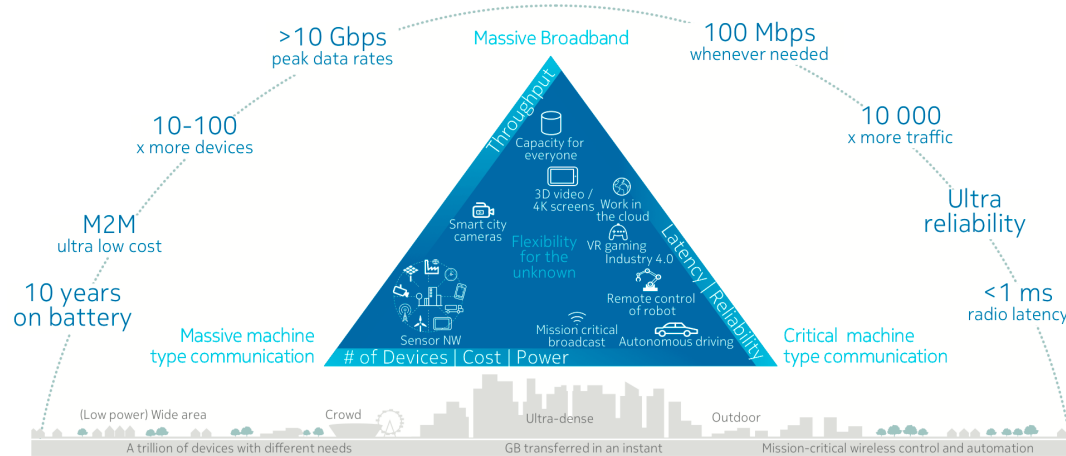 >10 Gbps
peak data rates
Massive Broadband
100 Mbps
whenever needed
10-100
x more devices
10 000
x more traffic
M2M
ultra low cost
Ultra
reliability
10 years
on battery
<1 ms
radio latency
Throughput
Capacity for
everyone
3D video /
4K screens
Work in
the cloud
Smart city
cameras
Flexibility
for the
unknown
VR gaming
Industry 4.0
Latency | Reliability
Remote control
of robot
Sensor NW
Mission critical
broadcast
Autonomous driving
Massive machine
type communication
# of Devices | Cost | Power
Critical machine
type communication
(Low power) Wide area
Crowd
Ultra-dense
Outdoor
A trillion of devices with different needs
GB transferred in an instant
Mission-critical wireless control and automation